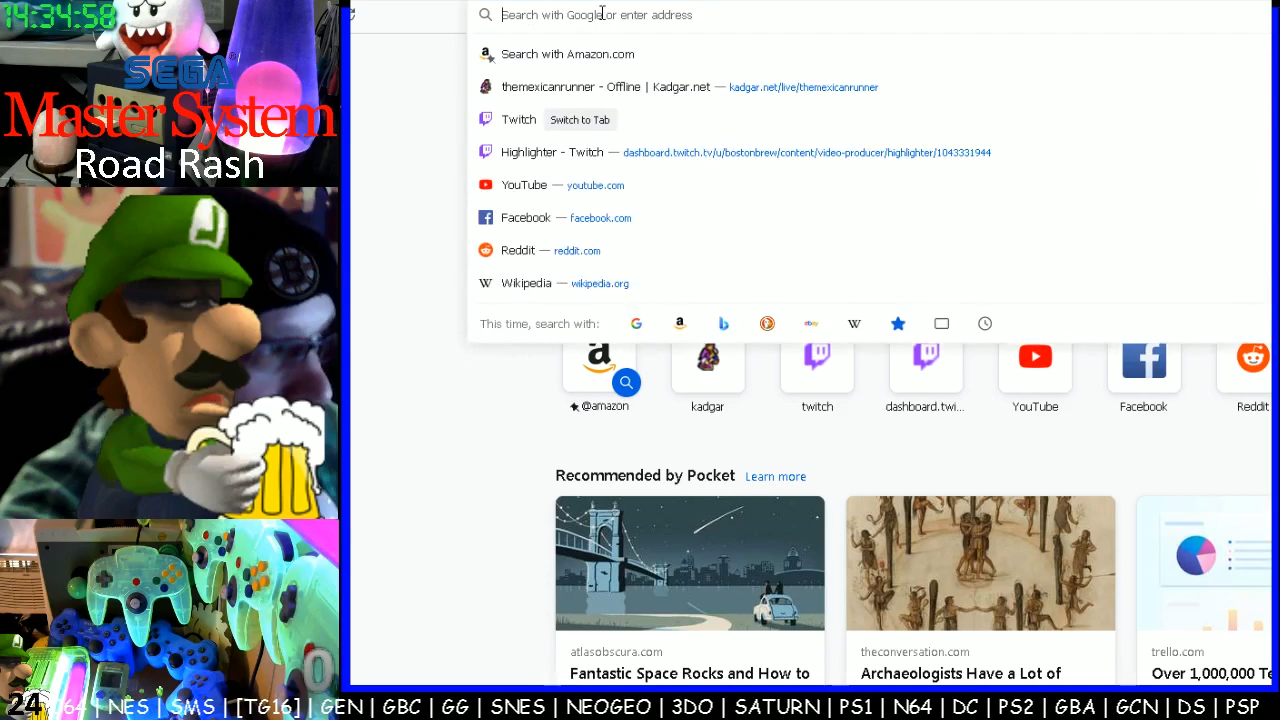 14:34:58
SEGA
Master System
Road Rash
Search with Google or enter address
Search with Amazon.com
themexicanrunner - Offline | Kadgar.net — kadgar.net/live/themexicanrunner
Twitch Switch to Tab
Highlighter - Twitch — dashboard.twitch.tv/u/bostonbrew/content/video-producer/highlighter/1043331944
YouTube — youtube.com
Facebook — facebook.com
Reddit — reddit.com
Wikipedia — wikipedia.org
This time, search with:
@amazon
kadgar
twitch
dashboard.twi...
YouTube
Facebook
Reddit
Recommended by Pocket Learn more
atlasobscura.com
Fantastic Space Rocks and How to
theconversation.com
Archaeologists Have a Lot of
trello.com
Over 1,000,000 Te
0
24
64 | NES | SMS | [TG16] | GEN | GBC | GG | SNES | NEOGEO | 3DO | SATURN | PS1 | N64 | DC | PS2 | GBA | GCN | DS | PSP